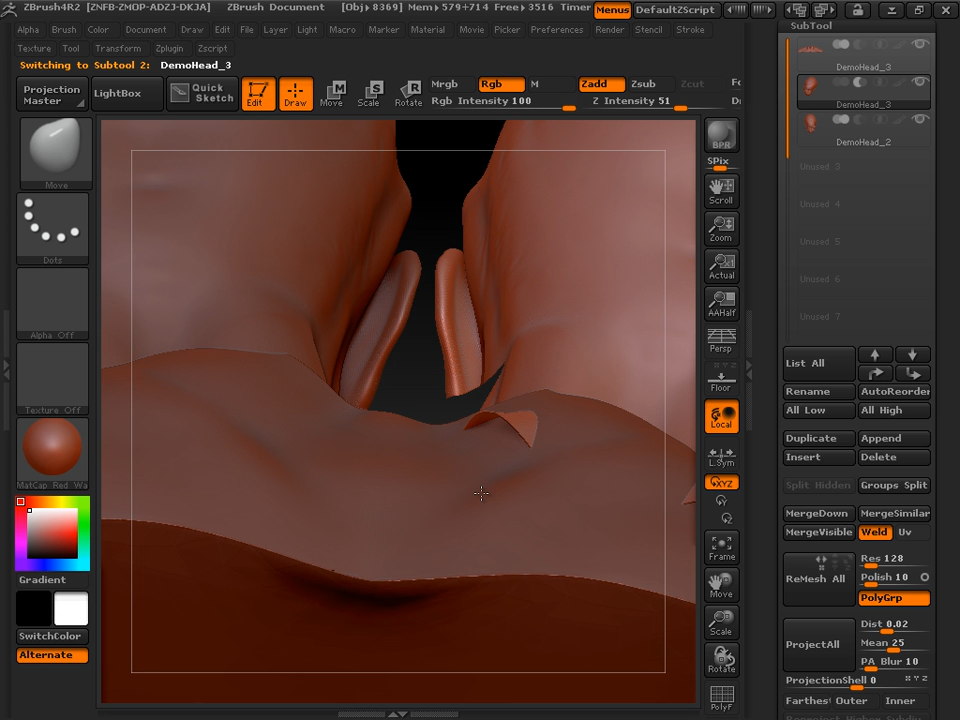 ZBrush4R2 [ZNFB-ZMOP-ADZJ-DKJA] ZBrush Document [Obj▸8369] Mem▸579+714 Free▸3516 Timer Menus DefaultZScript
Alpha Brush Color Document Draw Edit File Layer Light Macro Marker Material Movie Picker Preferences Render Stencil Stroke
Texture Tool Transform Zplugin Zscript
Switching to Subtool 2: DemoHead_3
Projection Master
LightBox
Quick Sketch
Edit Draw Move Scale Rotate
Mrgb Rgb M Zadd Zsub Zcut
Rgb Intensity 100 Z Intensity 51
Move
Dots
Alpha Off
Texture Off
MatCap Red Wa
Gradient
SwitchColor
Alternate
BPR
SPix
Scroll
Zoom
Actual
AAHalf
Persp
Floor
Local
L.Sym
XYZ
Y
Z
Frame
Move
Scale
Rotate
PolyF
SubTool
DemoHead_3
DemoHead_3
DemoHead_2
Unused 3
Unused 4
Unused 5
Unused 6
Unused 7
List All
Rename AutoReorder
All Low All High
Duplicate Append
Insert Delete
Split Hidden Groups Split
MergeDown MergeSimilar
MergeVisible Weld Uv
ReMesh All
Res 128
Polish 10
PolyGrp
ProjectAll
Dist 0.02
Mean 25
PA Blur 10
ProjectionShell 0 X Y Z
Farthest Outer Inner